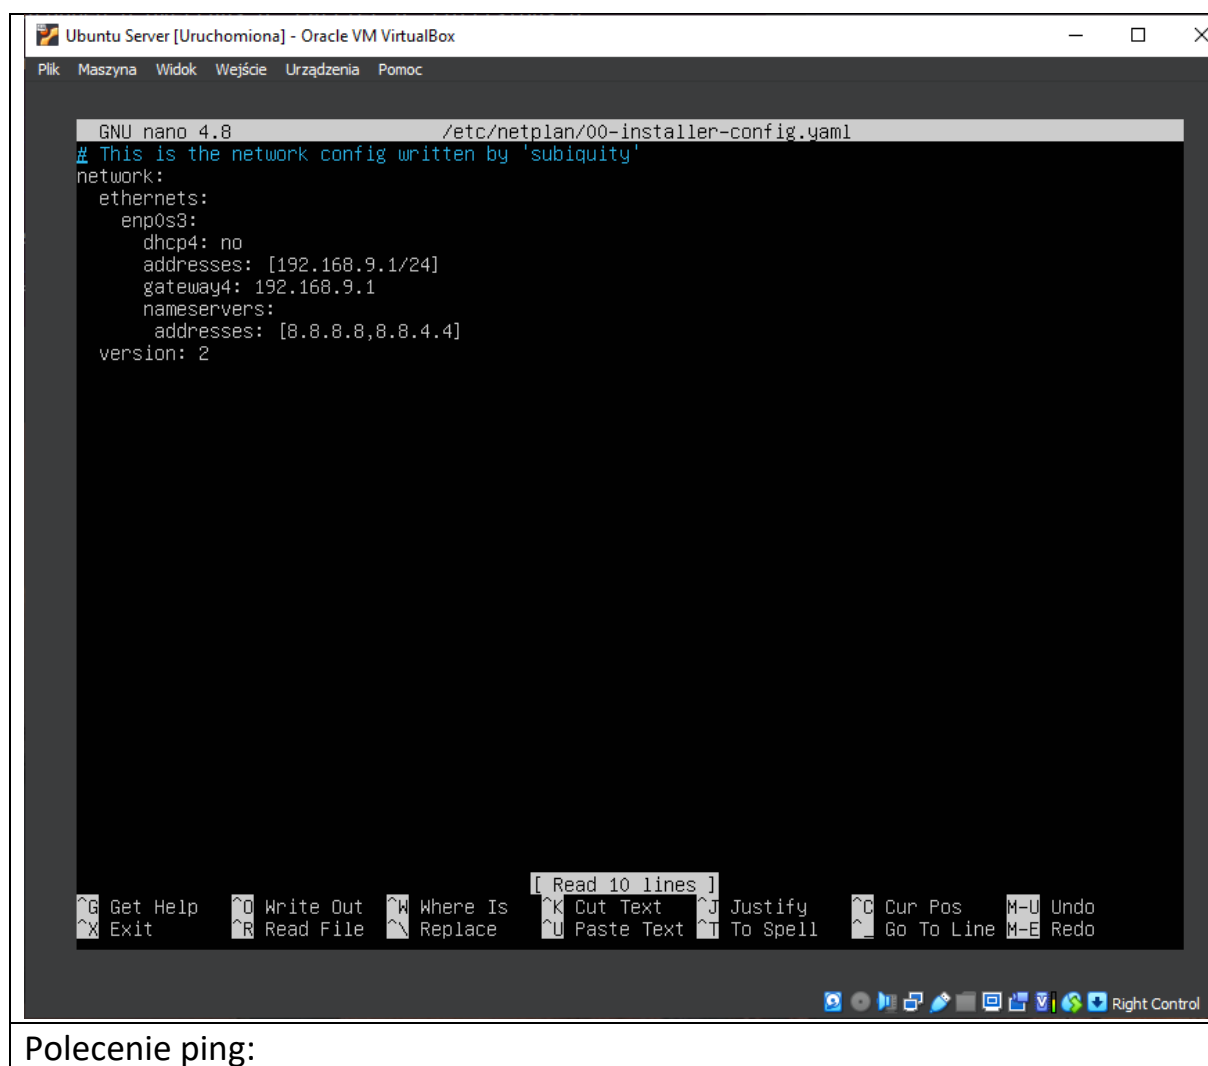 Ubuntu Server [Uruchomiona] - Oracle VM VirtualBox
Plik Maszyna Widok Wejście Urządzenia Pomoc
GNU nano 4.8 /etc/netplan/00-installer-config.yaml
# This is the network config written by 'subiquity'
network:
  ethernets:
    enp0s3:
      dhcp4: no
      addresses: [192.168.9.1/24]
      gateway4: 192.168.9.1
      nameservers:
       addresses: [8.8.8.8,8.8.4.4]
  version: 2
[ Read 10 lines ]
^G Get Help ^O Write Out ^W Where Is ^K Cut Text ^J Justify ^C Cur Pos M-U Undo
^X Exit ^R Read File ^\ Replace ^U Paste Text ^T To Spell ^_ Go To Line M-E Redo
Right Control
Polecenie ping: